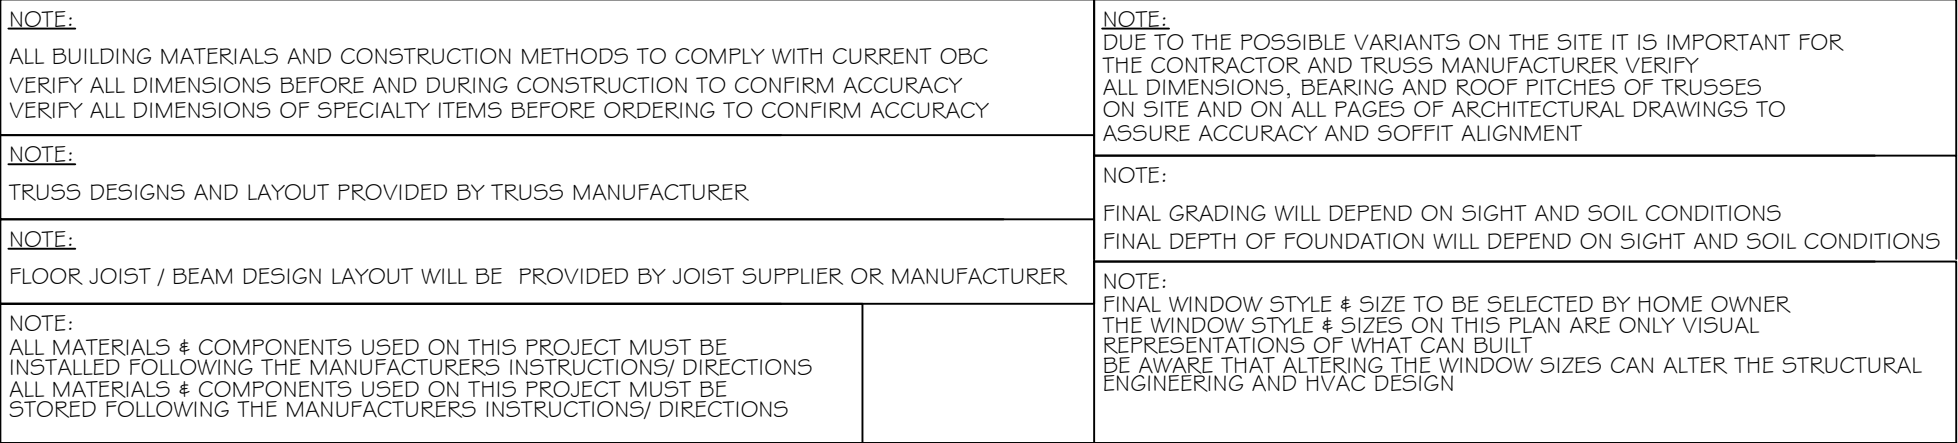 NOTE:
ALL BUILDING MATERIALS AND CONSTRUCTION METHODS TO COMPLY WITH CURRENT OBC
VERIFY ALL DIMENSIONS BEFORE AND DURING CONSTRUCTION TO CONFIRM ACCURACY
VERIFY ALL DIMENSIONS OF SPECIALTY ITEMS BEFORE ORDERING TO CONFIRM ACCURACY
NOTE:
TRUSS DESIGNS AND LAYOUT PROVIDED BY TRUSS MANUFACTURER
NOTE:
FLOOR JOIST / BEAM DESIGN LAYOUT WILL BE PROVIDED BY JOIST SUPPLIER OR MANUFACTURER
NOTE:
ALL MATERIALS & COMPONENTS USED ON THIS PROJECT MUST BE
INSTALLED FOLLOWING THE MANUFACTURERS INSTRUCTIONS/ DIRECTIONS
ALL MATERIALS & COMPONENTS USED ON THIS PROJECT MUST BE
STORED FOLLOWING THE MANUFACTURERS INSTRUCTIONS/ DIRECTIONS
NOTE:
DUE TO THE POSSIBLE VARIANTS ON THE SITE IT IS IMPORTANT FOR
THE CONTRACTOR AND TRUSS MANUFACTURER VERIFY
ALL DIMENSIONS, BEARING AND ROOF PITCHES OF TRUSSES
ON SITE AND ON ALL PAGES OF ARCHITECTURAL DRAWINGS TO
ASSURE ACCURACY AND SOFFIT ALIGNMENT
NOTE:
FINAL GRADING WILL DEPEND ON SIGHT AND SOIL CONDITIONS
FINAL DEPTH OF FOUNDATION WILL DEPEND ON SIGHT AND SOIL CONDITIONS
NOTE:
FINAL WINDOW STYLE & SIZE TO BE SELECTED BY HOME OWNER
THE WINDOW STYLE & SIZES ON THIS PLAN ARE ONLY VISUAL
REPRESENTATIONS OF WHAT CAN BUILT
BE AWARE THAT ALTERING THE WINDOW SIZES CAN ALTER THE STRUCTURAL
ENGINEERING AND HVAC DESIGN